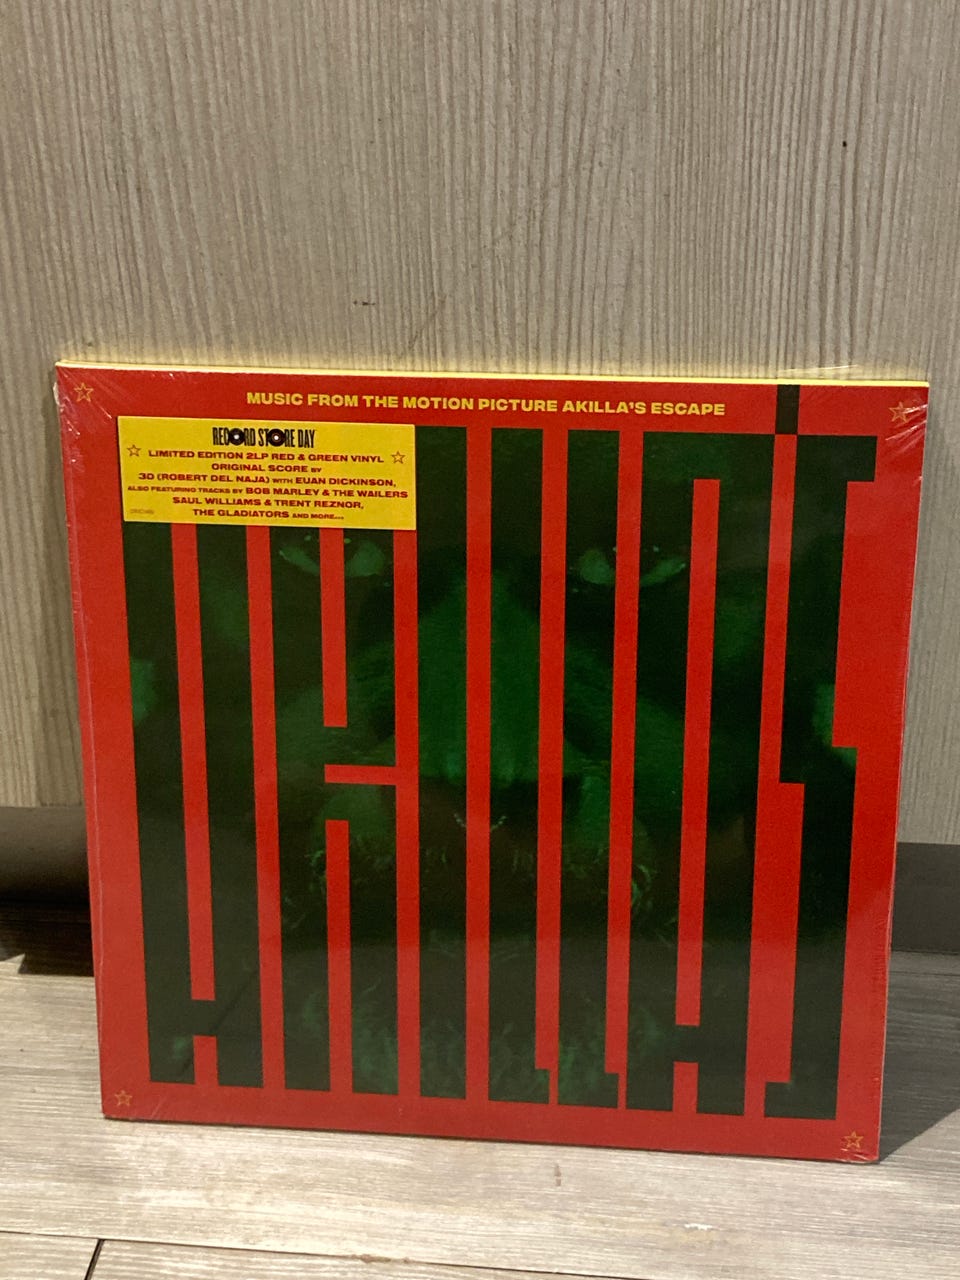 MUSIC FROM THE MOTION PICTURE AKILLA'S ESCAPE
RECORD STORE DAY
LIMITED EDITION 2LP RED & GREEN VINYL
ORIGINAL SCORE BY
3D (ROBERT DEL NAJA) WITH EUAN DICKINSON,
ALSO FEATURING TRACKS BY BOB MARLEY & THE WAILERS
SAUL WILLIAMS & TRENT REZNOR,
THE GLADIATORS AND MORE...
AKILLA'S